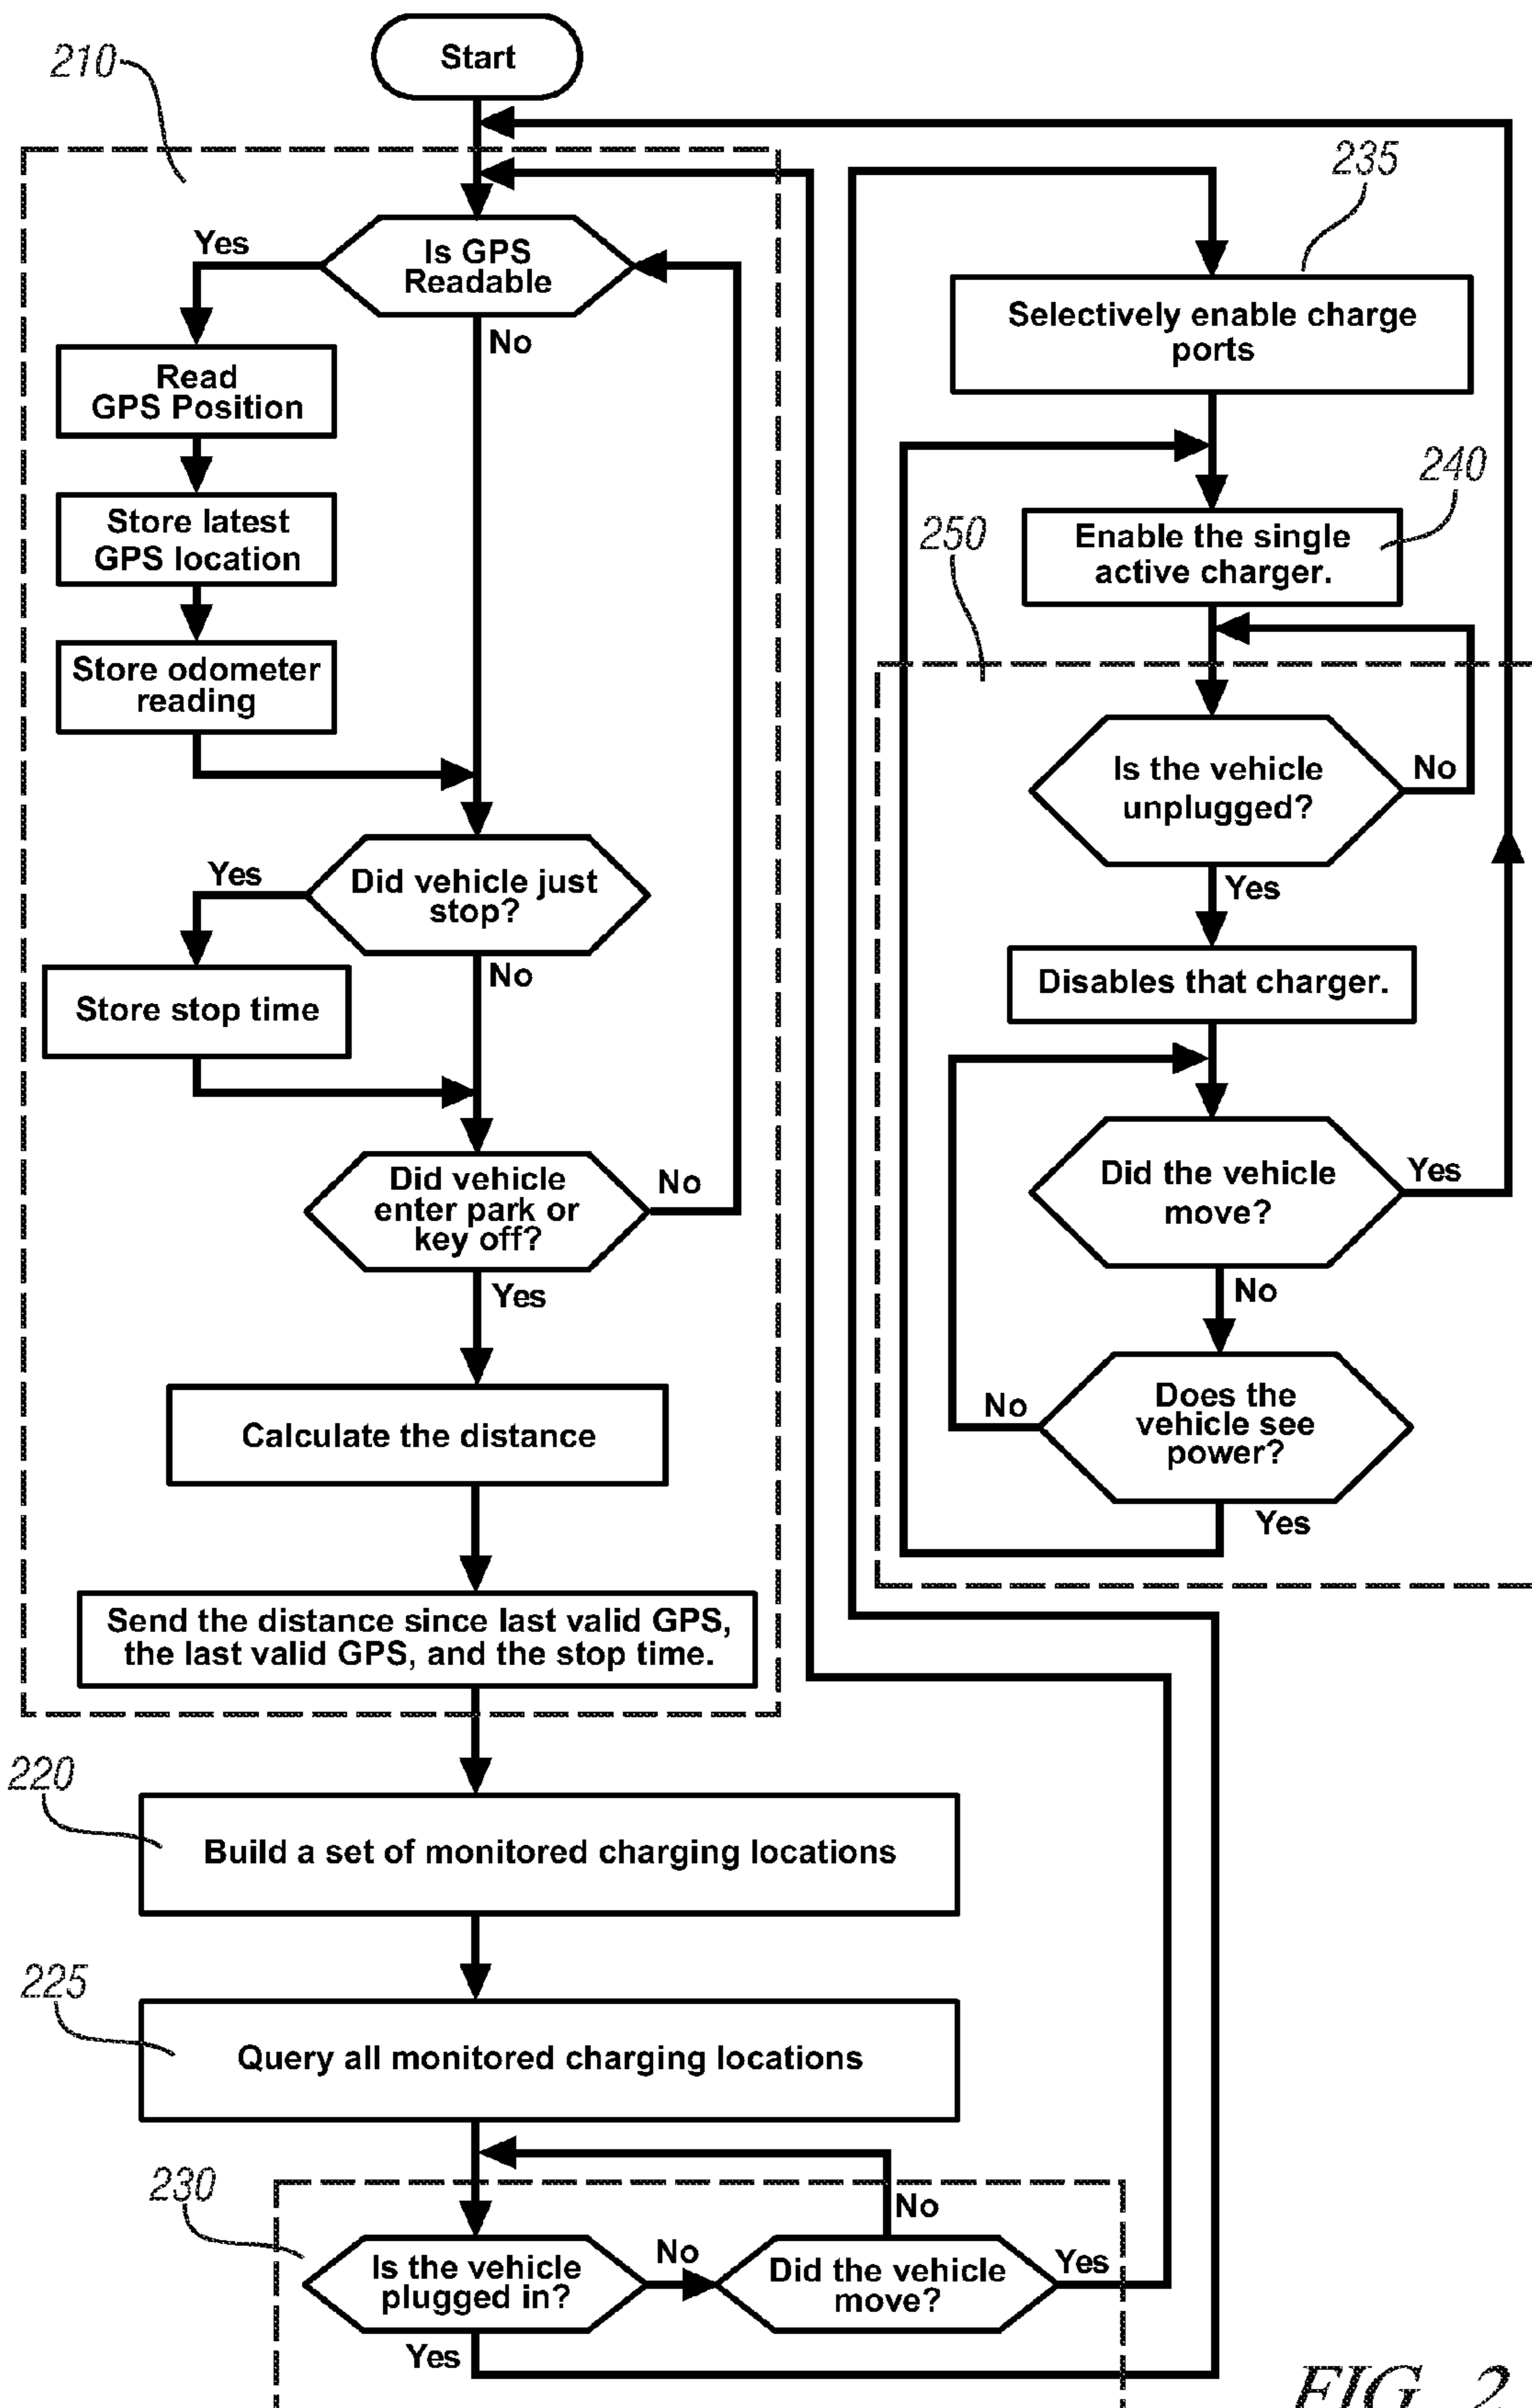 210
Start
235
Yes
Is GPS
Readable
No
Selectively enable charge
ports
Read
GPS Position
240
Store latest
GPS location
250
Enable the single
active charger.
Store odometer
reading
Is the vehicle
unplugged?
No
Yes
Yes
Did vehicle just
stop?
No
Disables that charger.
Store stop time
Did vehicle
enter park or
key off?
No
Yes
Did the vehicle
move?
Yes
No
Calculate the distance
Does the
vehicle see
power?
No
Yes
Send the distance since last valid GPS,
the last valid GPS, and the stop time.
220
Build a set of monitored charging locations
225
Query all monitored charging locations
230
No
Is the vehicle
plugged in?
No
Did the vehicle
move?
Yes
Yes
FIG. 2